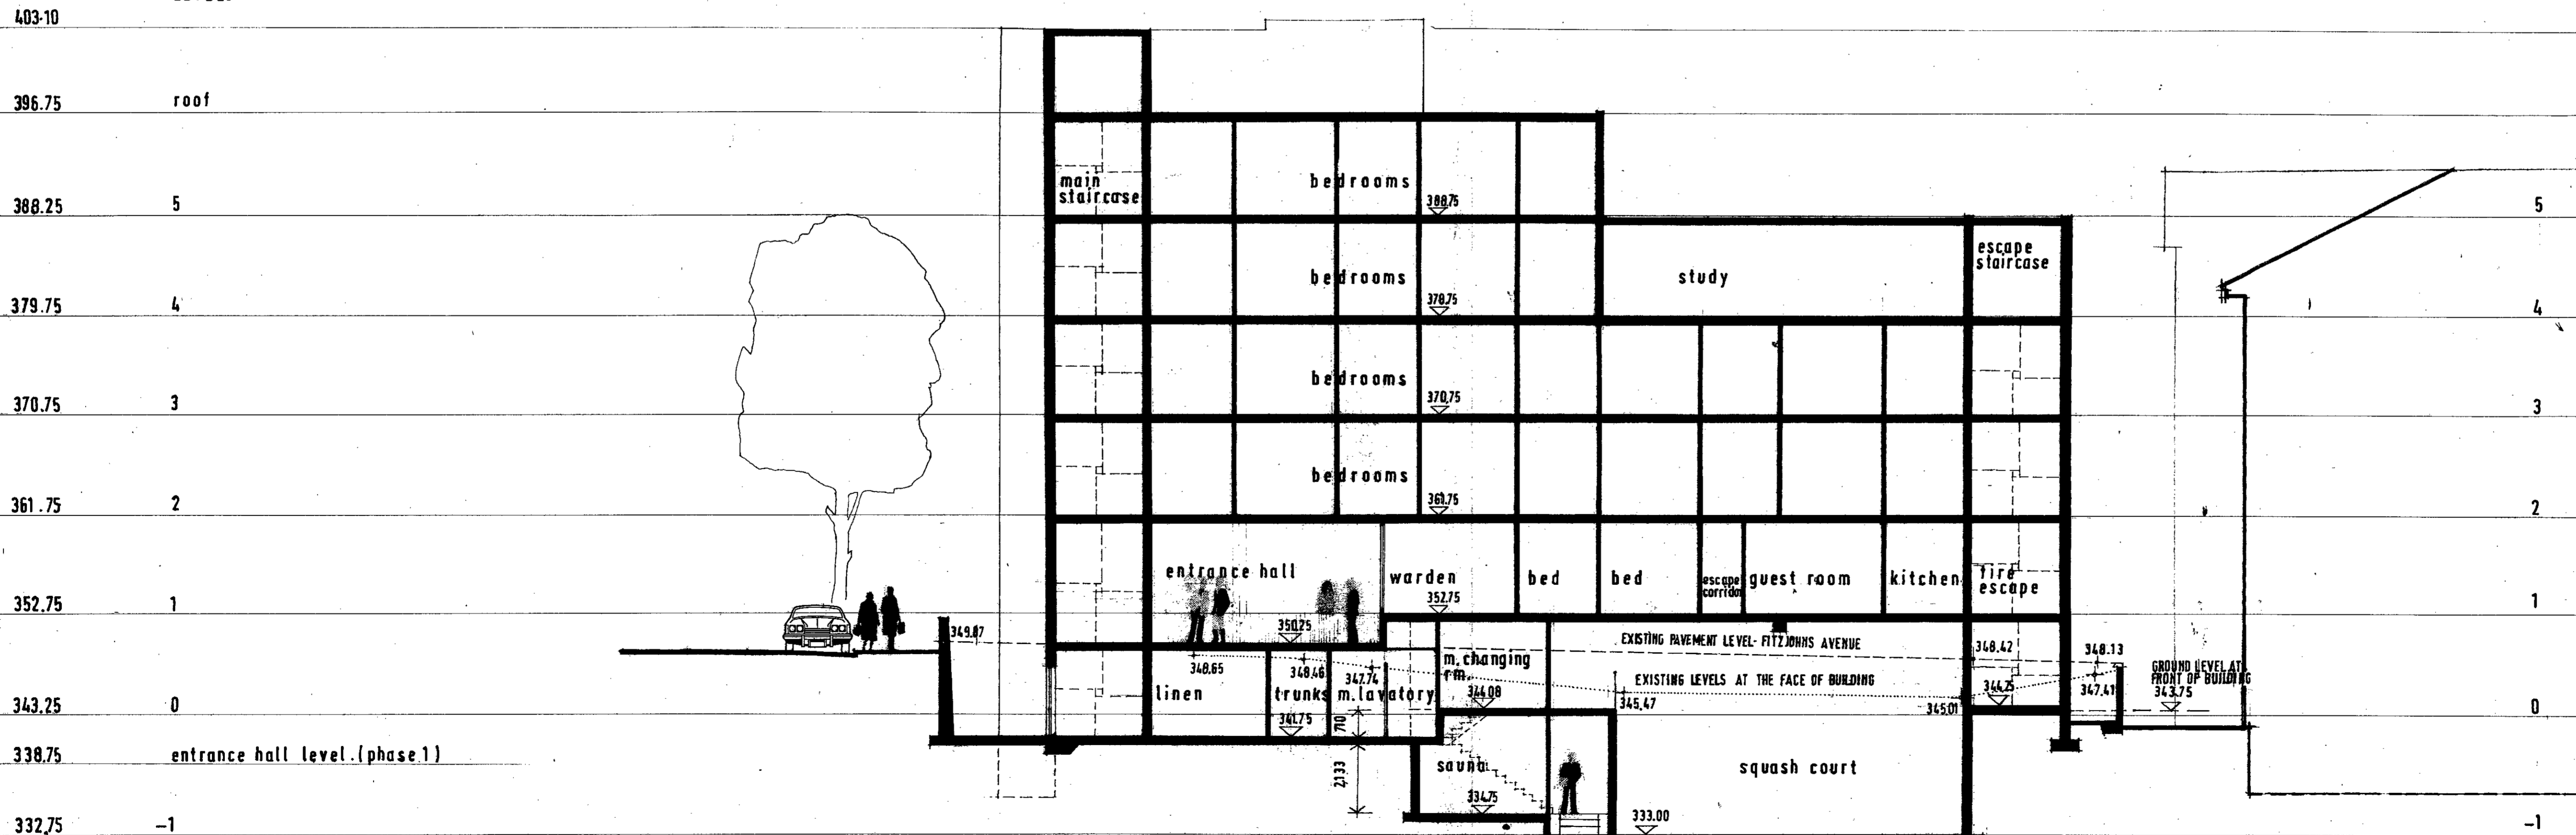 403·10
396.75 roof
main
staircase
bedrooms
388.75
388.25 5
5
escape
staircase
bedrooms
study
378.75
379.75 4
4
bedrooms
370.75
370.75 3
3
bedrooms
361.75
361.75 2
2
entrance hall
warden
bed
bed
escape
corridor
guest room
kitchen
fire
escape
352.75
352.75 1
1
350.25
349.87
EXISTING PAVEMENT LEVEL- FITZJOHNS AVENUE
348.42
348.13
348.65
348.46
347.74
m. changing
rm.
344.08
GROUND LEVEL AT
FRONT OF BUILDING
343.75
EXISTING LEVELS AT THE FACE OF BUILDING
344.75
347.41
linen
trunks
m. lavatory
345.47
345.01
343.25 0
0
341.75
710
338.75 entrance hall level.(phase 1)
sauna
squash court
2,133
334.75
333.00
332.75 -1
-1